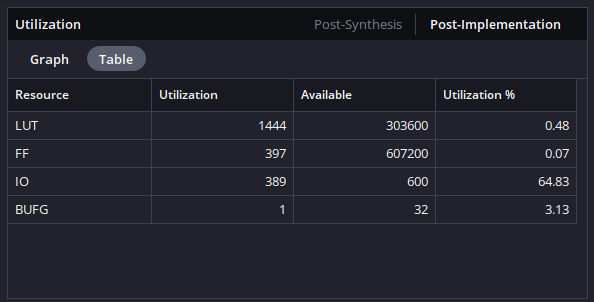 Utilization Post-Synthesis Post-Implementation
Graph Table
Resource Utilization Available Utilization %
LUT 1444 303600 0.48
FF 397 607200 0.07
IO 389 600 64.83
BUFG 1 32 3.13